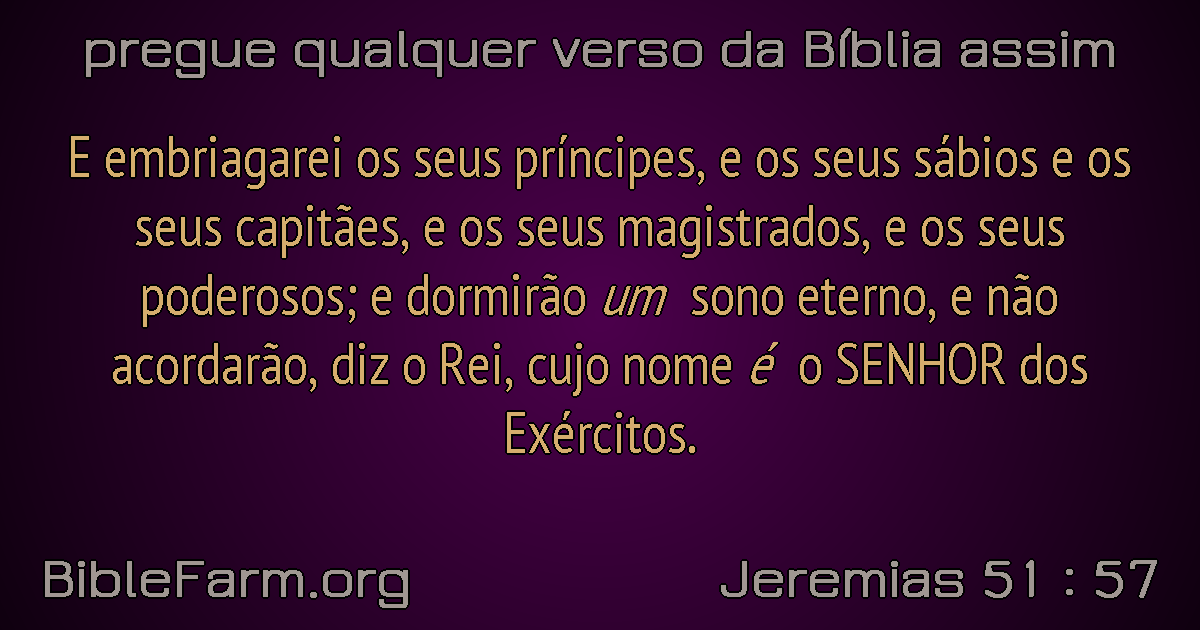 pregue qualquer verso da Bíblia assim
E embriagarei os seus príncipes, e os seus sábios e os
seus capitães, e os seus magistrados, e os seus
poderosos; e dormirão um sono eterno, e não
acordarão, diz o Rei, cujo nome é o SENHOR dos
Exércitos.
BibleFarm.org
Jeremias 51 : 57